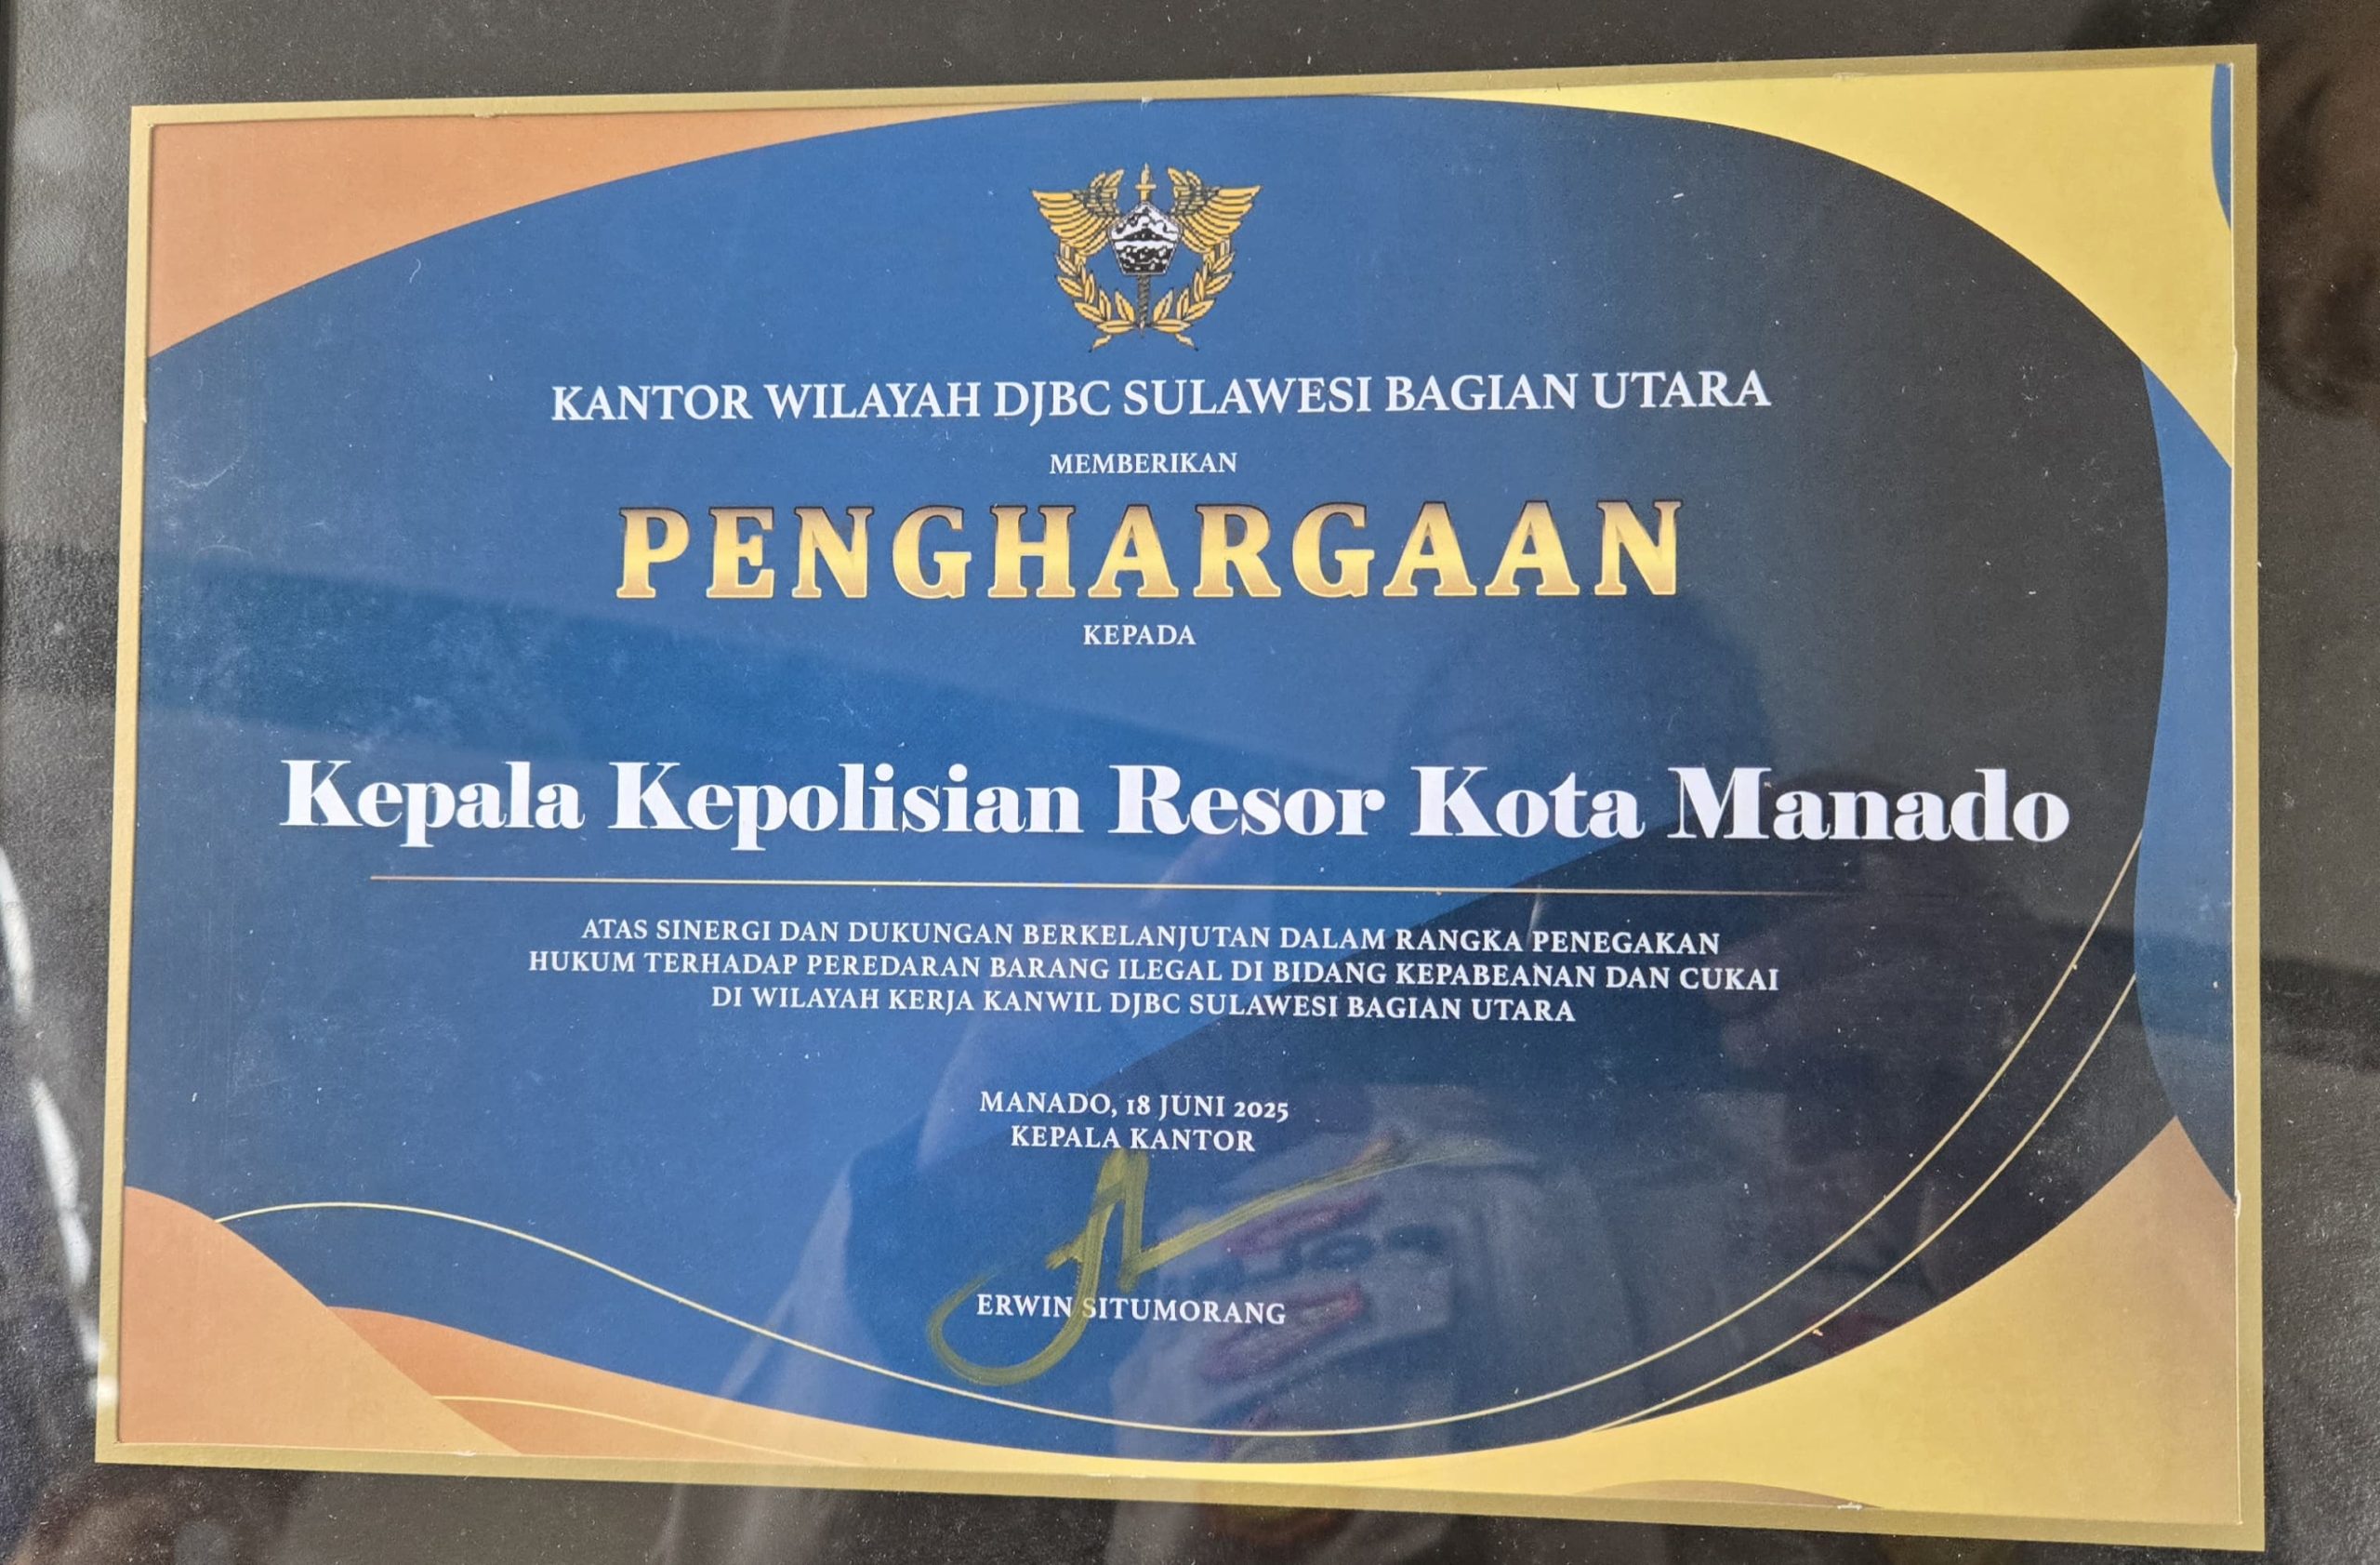 KANTOR WILAYAH DJBC SULAWESI BAGIAN UTARA
MEMBERIKAN
PENGHARGAAN
KEPADA
Kepala Kepolisian Resor Kota Manado
ATAS SINERGI DAN DUKUNGAN BERKELANJUTAN DALAM RANGKA PENEGAKAN
HUKUM TERHADAP PEREDARAN BARANG ILEGAL DI BIDANG KEPABEANAN DAN CUKAI
DI WILAYAH KERJA KANWIL DJBC SULAWESI BAGIAN UTARA
MANADO, 18 JUNI 2025
KEPALA KANTOR
ERWIN SITUMORANG